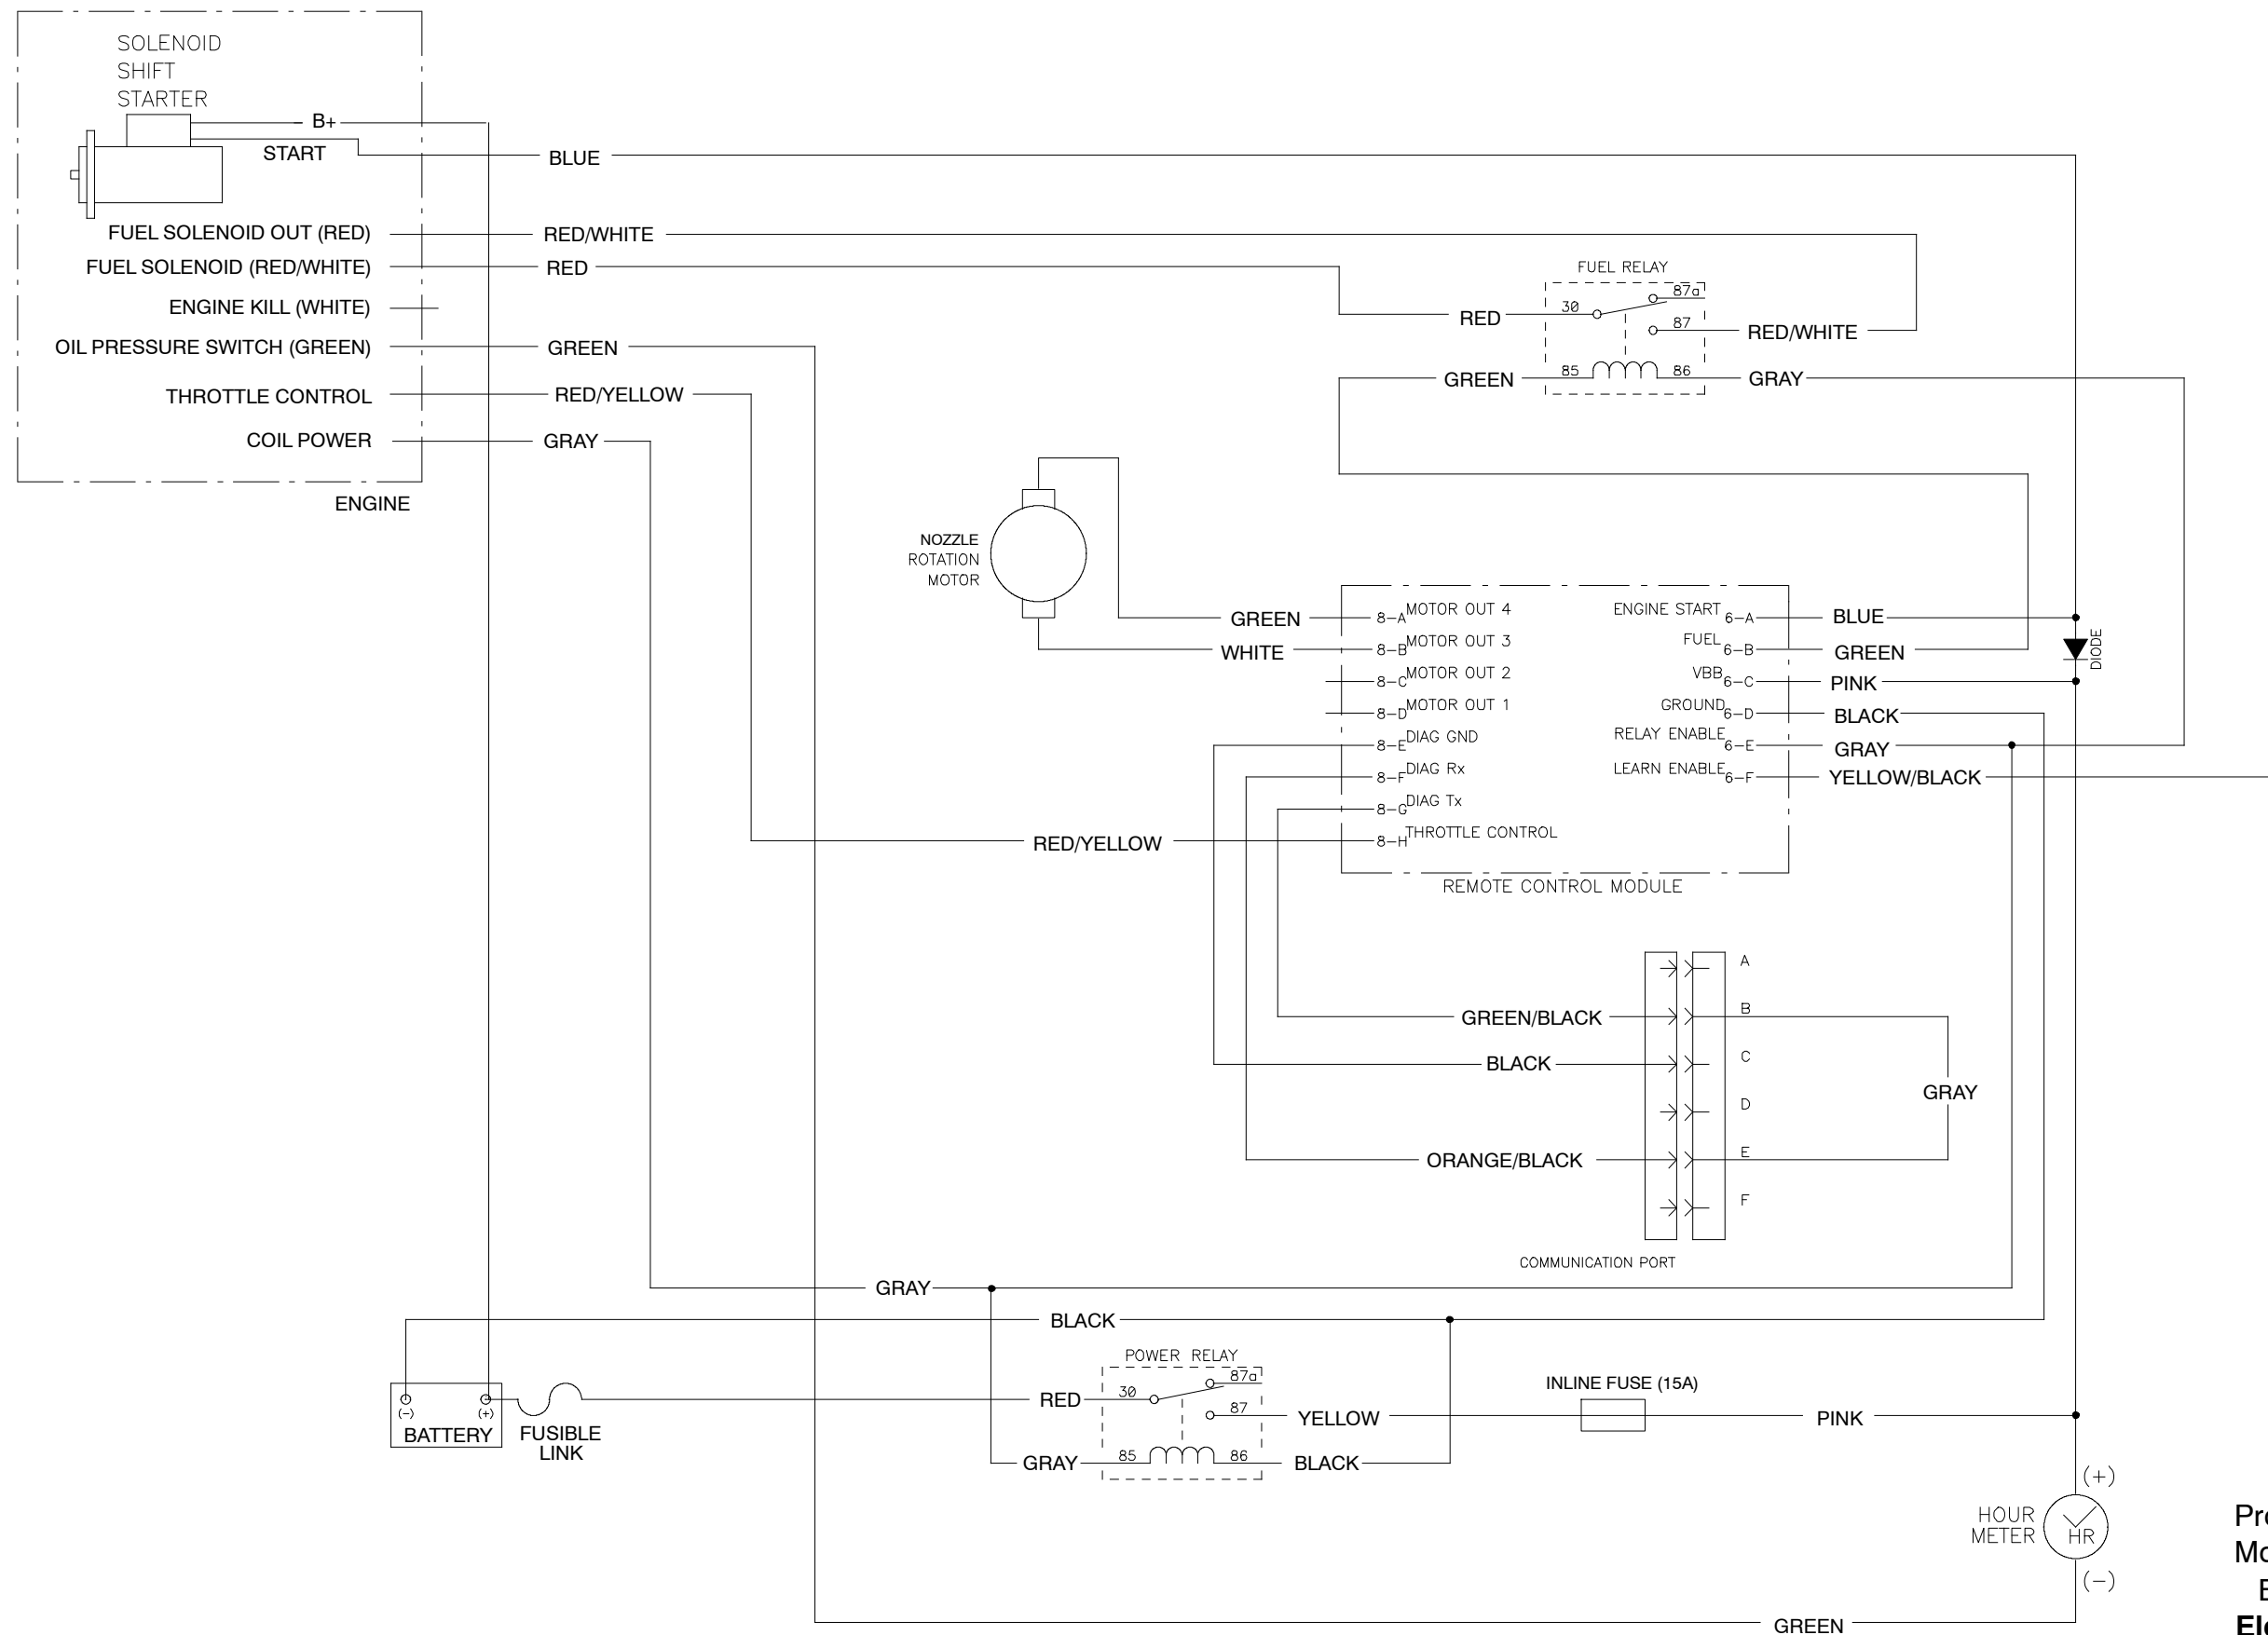 SOLENOID
SHIFT
STARTER
B+
START
BLUE
FUEL SOLENOID OUT (RED)
RED/WHITE
FUEL SOLENOID (RED/WHITE)
RED
ENGINE KILL (WHITE)
OIL PRESSURE SWITCH (GREEN)
GREEN
THROTTLE CONTROL
RED/YELLOW
COIL POWER
GRAY
ENGINE
FUEL RELAY
87a
30
RED
87
RED/WHITE
GREEN
85
86
GRAY
NOZZLE
ROTATION
MOTOR
GREEN
8-A
MOTOR OUT 4
WHITE
8-B
MOTOR OUT 3
8-C
MOTOR OUT 2
8-D
MOTOR OUT 1
8-E
DIAG GND
8-F
DIAG Rx
8-G
DIAG Tx
RED/YELLOW
8-H
THROTTLE CONTROL
ENGINE START
6-A
BLUE
FUEL
6-B
GREEN
VBB
6-C
PINK
GROUND
6-D
BLACK
RELAY ENABLE
6-E
GRAY
LEARN ENABLE
6-F
YELLOW/BLACK
DIODE
REMOTE CONTROL MODULE
A
GREEN/BLACK
B
BLACK
C
GRAY
D
ORANGE/BLACK
E
F
COMMUNICATION PORT
GRAY
BLACK
POWER RELAY
87a
30
RED
87
YELLOW
INLINE FUSE (15A)
PINK
GRAY
85
86
BLACK
(-)
(+)
BATTERY
FUSIBLE
LINK
(+)
HOUR
METER
HR
(-)
GREEN